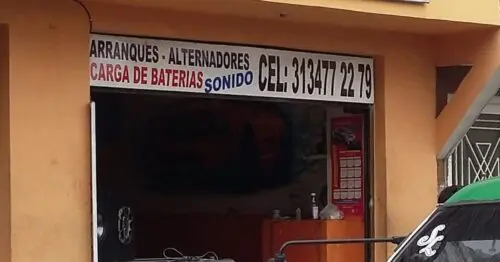 ARRANQUES - ALTERNADORES
CARGA DE BATERIAS SONIDO
CEL: 313477 22 79